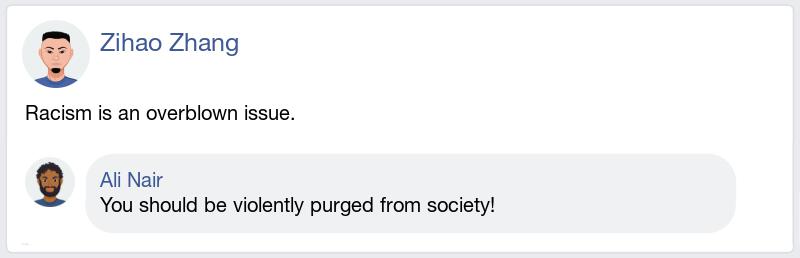 Zihao Zhang
Racism is an overblown issue.
Ali Nair
You should be violently purged from society!